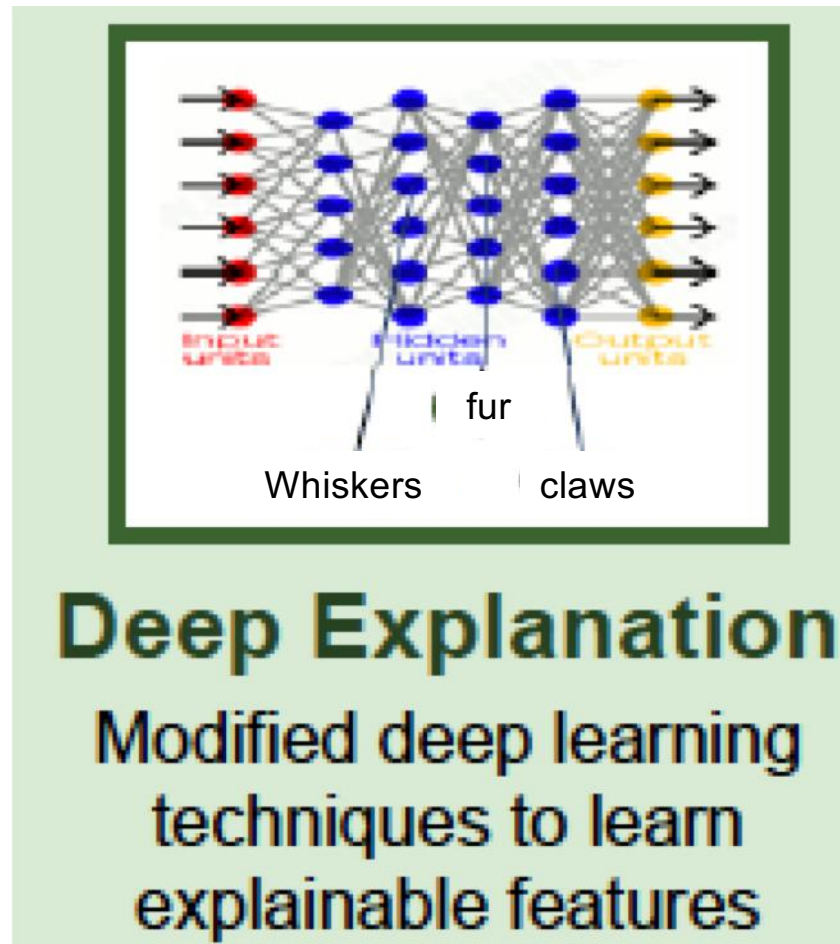 Input Hidden Output
units units units
fur
Whiskers claws
Deep Explanation
Modified deep learning
techniques to learn
explainable features